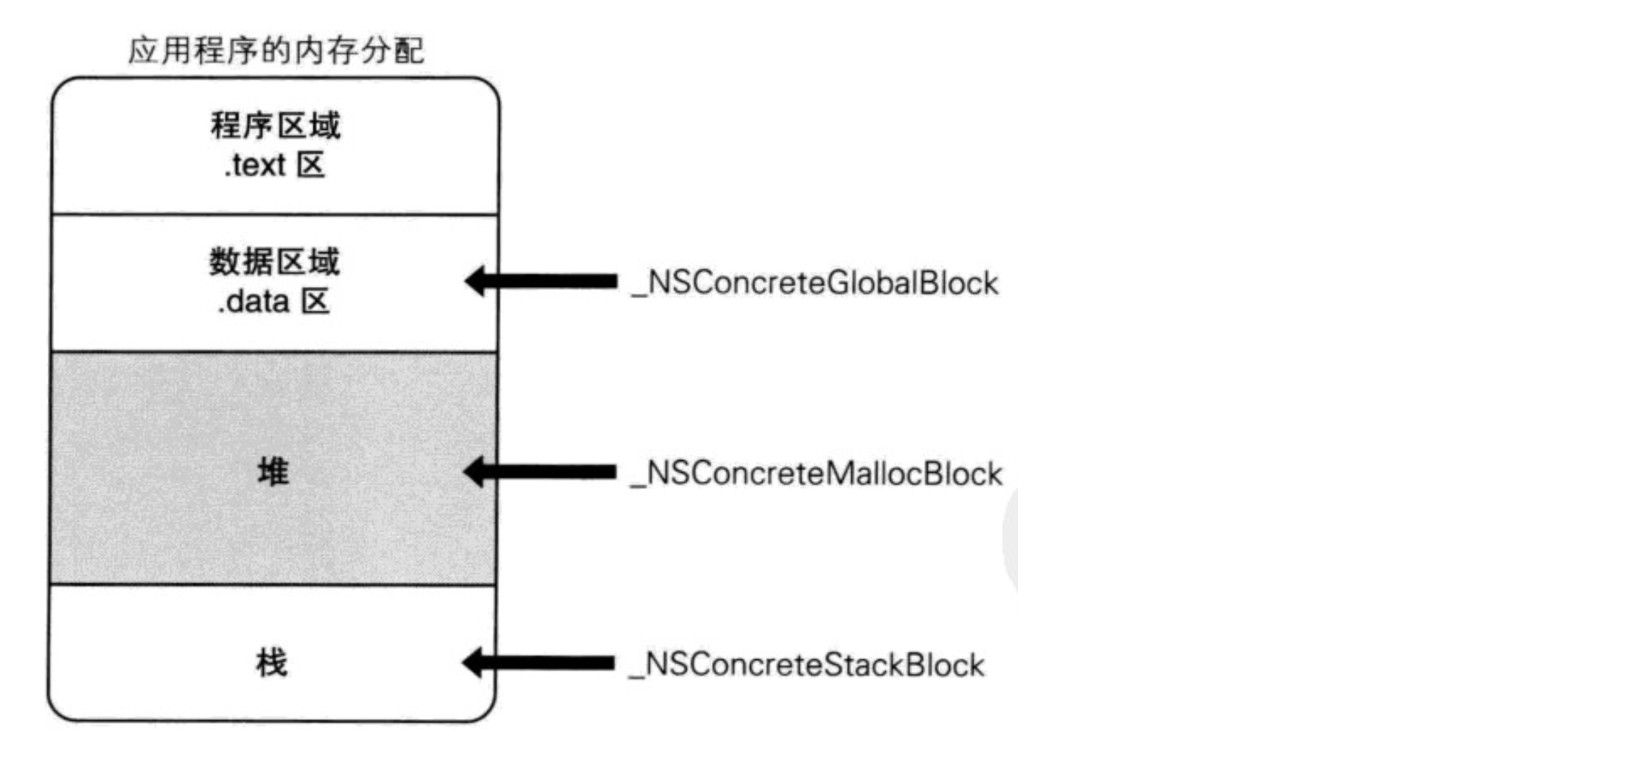 应用程序的内存分配
程序区域
.text 区
数据区域
.data 区
_NSConcreteGlobalBlock
堆
_NSConcreteMallocBlock
栈
_NSConcreteStackBlock